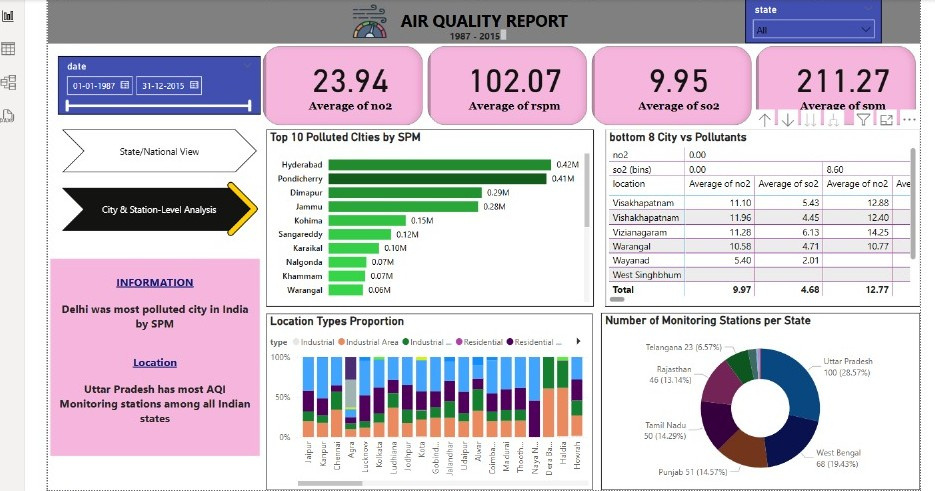 AIR QUALITY REPORT
1987 - 2015
state
All
date
01-01-1987
31-12-2015
23.94
Average of no2
102.07
Average of rspm
9.95
Average of so2
211.27
Average of spm
State/National View
City & Station-Level Analysis
INFORMATION
Delhi was most polluted city in India
by SPM
Location
Uttar Pradesh has most AQI
Monitoring stations among all Indian
states
Top 10 Polluted CIties by SPM
Hyderabad 0.42M
Pondicherry 0.41M
Dimapur 0.29M
Jammu 0.28M
Kohima 0.15M
Sangareddy 0.12M
Karaikal 0.10M
Nalgonda 0.07M
Khammam 0.07M
Warangal 0.06M
bottom 8 City vs Pollutants
no2 0.00
so2 (bins) 0.00 8.60
location Average of no2 Average of so2 Average of no2 Ave
Visakhapatnam 11.10 5.43 12.88
Vishakhapatnam 11.96 4.45 12.40
Vizianagaram 11.28 6.13 14.25
Warangal 10.58 4.71 10.77
Wayanad 5.40 2.01
West Singhbhum
Total 9.97 4.68 12.77
Location Types Proportion
type Industrial Industrial Area Industrial ... Residential Residential ...
100%
50%
0%
Jaipur
Kanpur
Chennai
Agra
Lucknow
Kolkata
Ludhiana
Jodhpur
Kota
Gobind...
Jalandhar
Udaipur
Alwar
Coimba...
Madurai
Thooth...
Naya N...
Dera Ba...
Haldia
Howrah
Number of Monitoring Stations per State
Telangana 23 (6.57%)
Rajasthan
46 (13.14%)
Tamil Nadu
50 (14.29%)
Punjab 51 (14.57%)
Uttar Pradesh
100 (28.57%)
West Bengal
68 (19.43%)